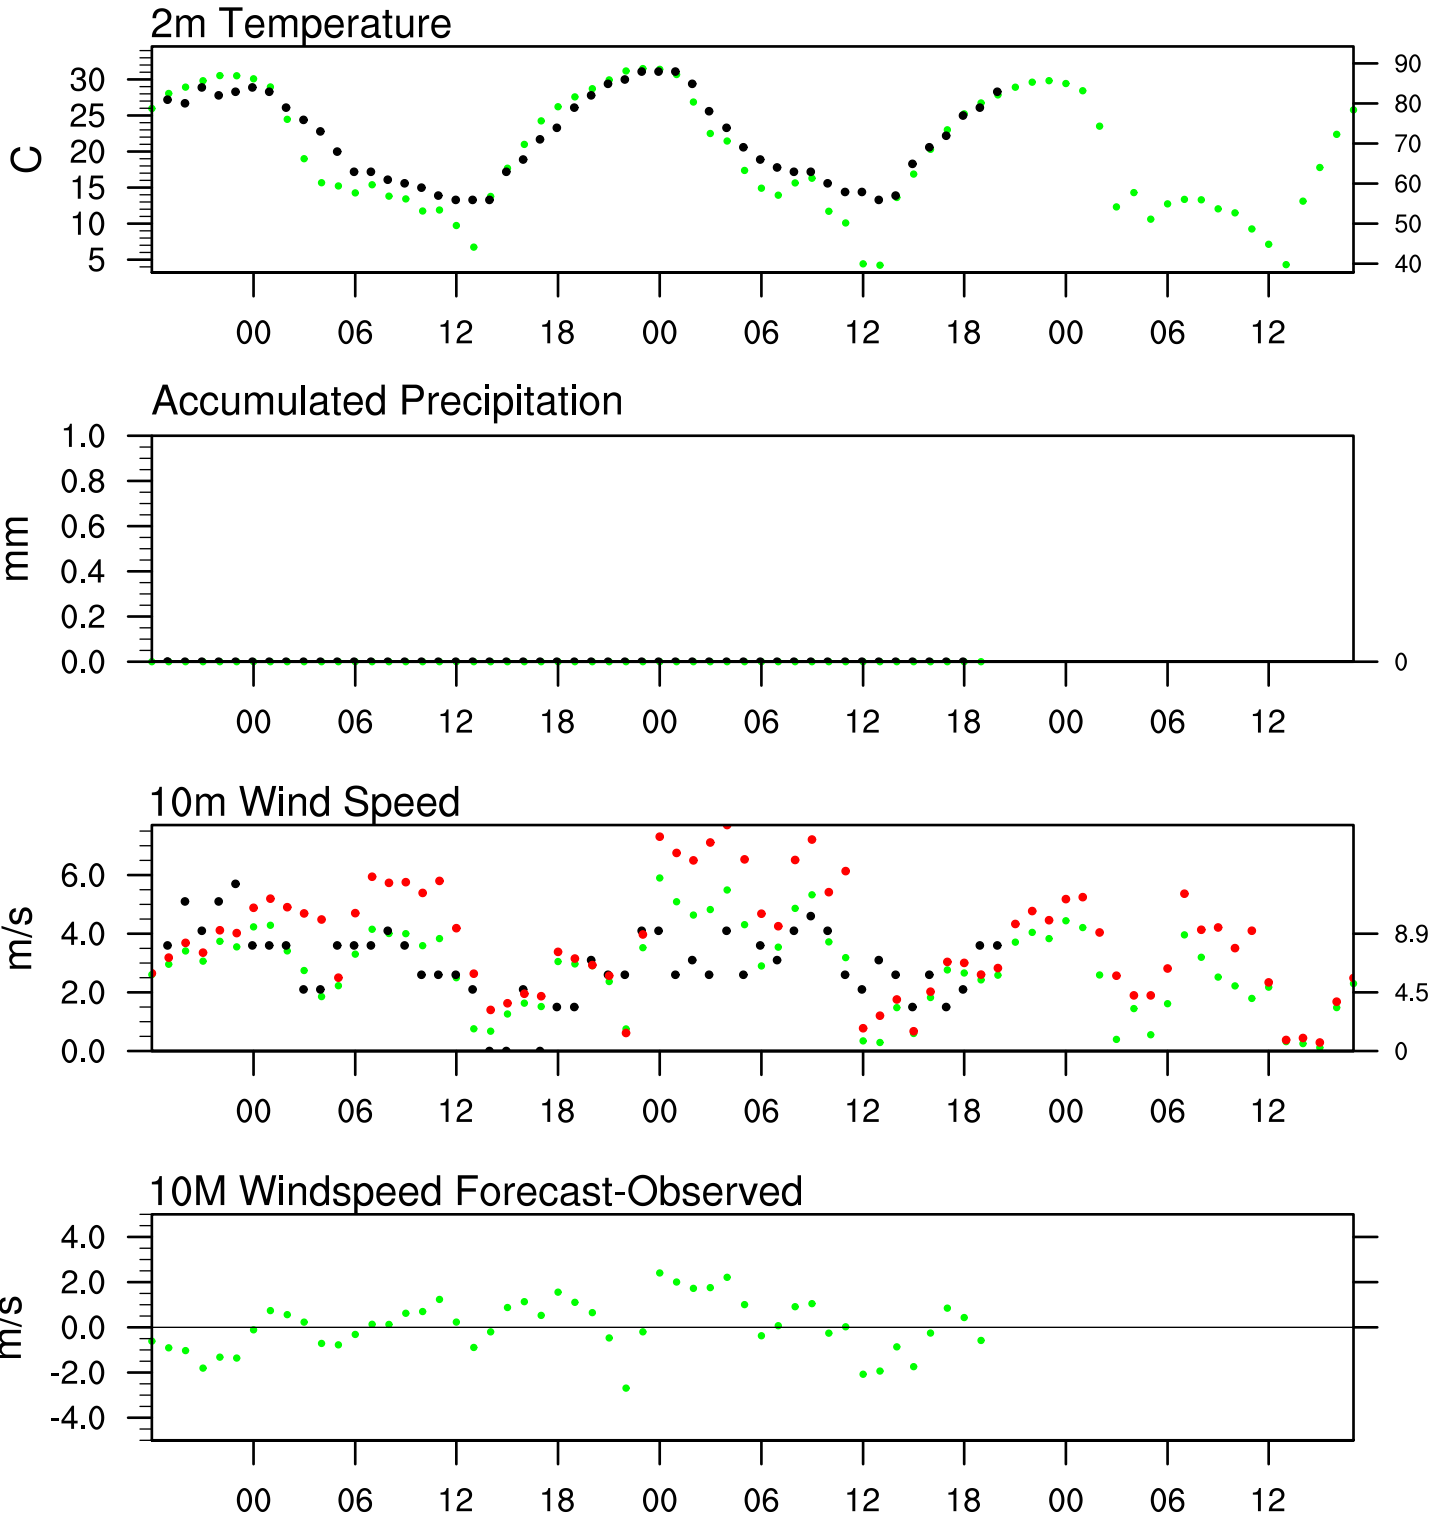 2m Temperature
30
25
20
15
10
5
C
90
80
70
60
50
40
00 06 12 18 00 06 12 18 00 06 12
Accumulated Precipitation
1.0
0.8
0.6
0.4
0.2
0.0
mm
0
00 06 12 18 00 06 12 18 00 06 12
10m Wind Speed
6.0
4.0
2.0
0.0
m/s
8.9
4.5
0
00 06 12 18 00 06 12 18 00 06 12
10M Windspeed Forecast-Observed
4.0
2.0
0.0
-2.0
-4.0
m/s
00 06 12 18 00 06 12 18 00 06 12